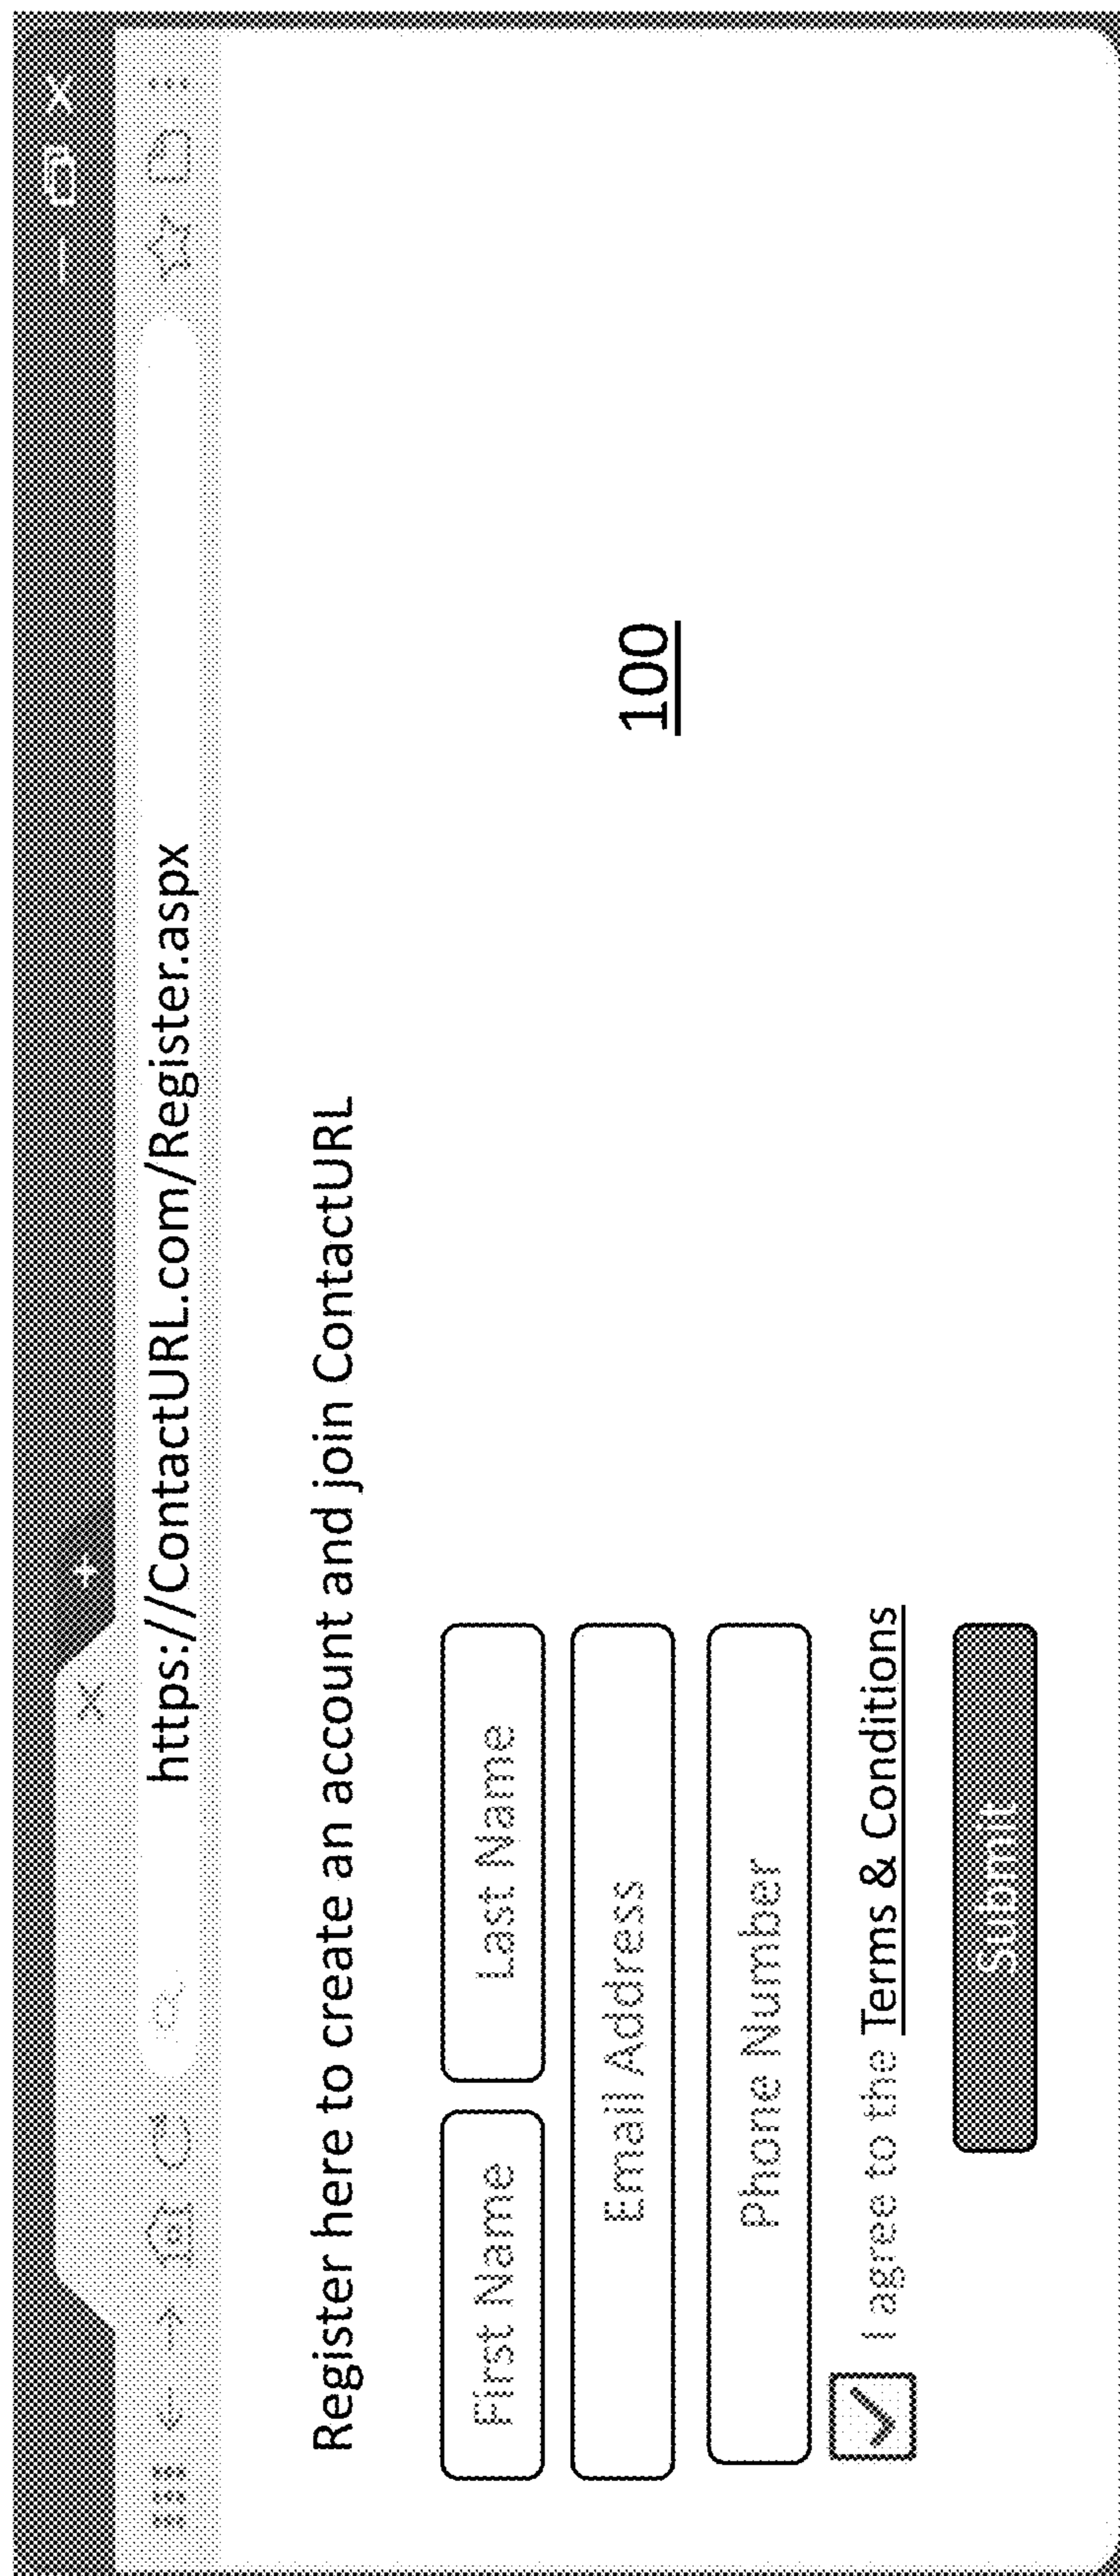 https://ContactURL.com/Register.aspx
Register here to create an account and join ContactURL
First Name Last Name
Email Address
100
Phone Number
I agree to the Terms & Conditions
Submit